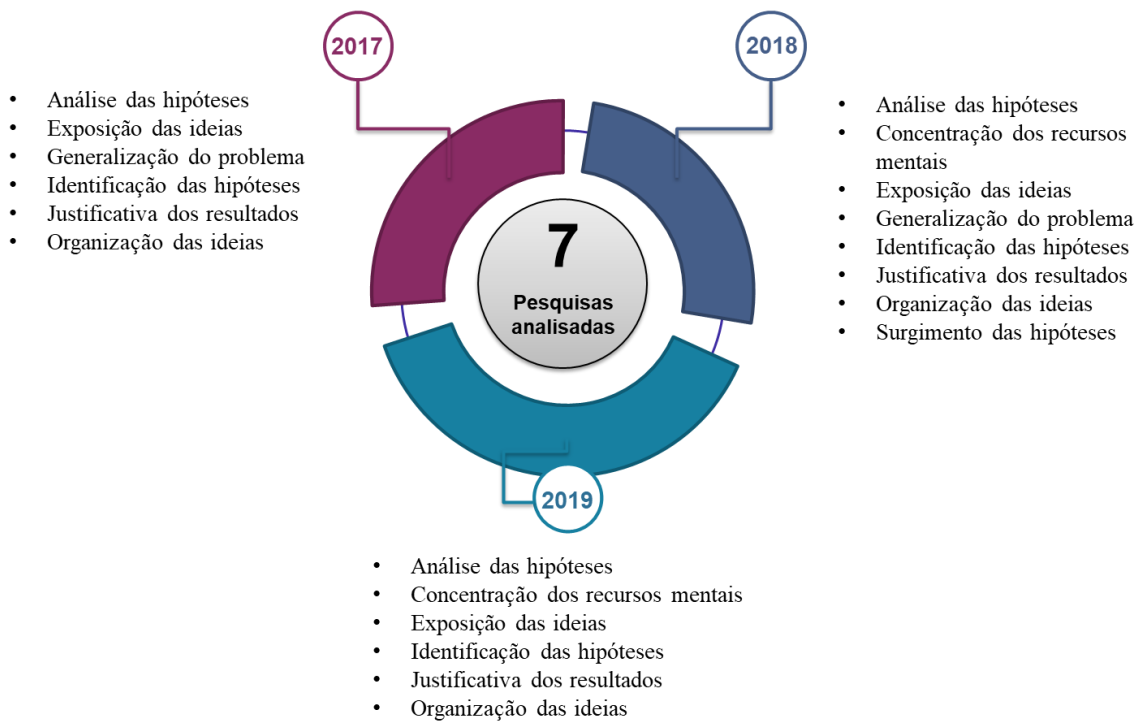 2017
• Análise das hipóteses
• Exposição das ideias
• Generalização do problema
• Identificação das hipóteses
• Justificativa dos resultados
• Organização das ideias
2018
• Análise das hipóteses
• Concentração dos recursos
mentais
• Exposição das ideias
• Generalização do problema
• Identificação das hipóteses
• Justificativa dos resultados
• Organização das ideias
• Surgimento das hipóteses
7
Pesquisas
analisadas
2019
• Análise das hipóteses
• Concentração dos recursos mentais
• Exposição das ideias
• Identificação das hipóteses
• Justificativa dos resultados
• Organização das ideias